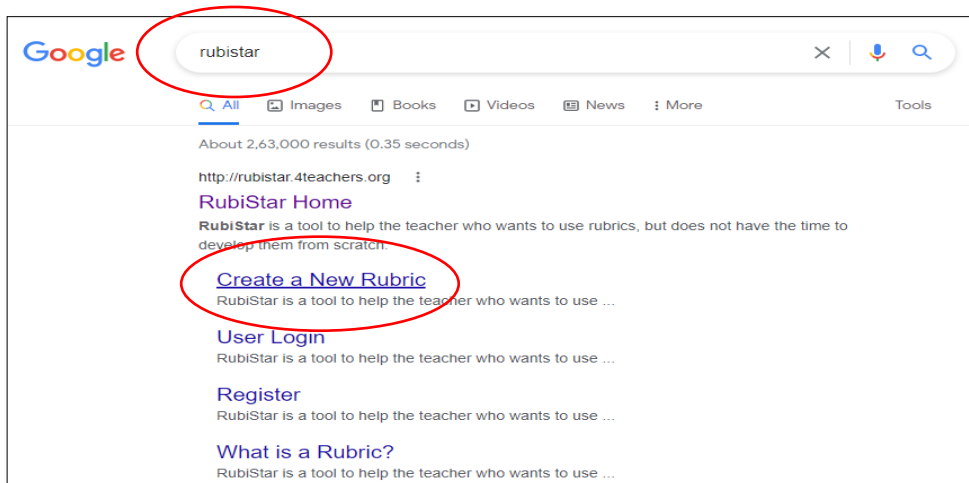 Google
rubistar
All Images Books Videos News More Tools
About 2,63,000 results (0.35 seconds)
http://rubistar.4teachers.org
RubiStar Home
RubiStar is a tool to help the teacher who wants to use rubrics, but does not have the time to
develop them from scratch.
Create a New Rubric
RubiStar is a tool to help the teacher who wants to use ...
User Login
RubiStar is a tool to help the teacher who wants to use ...
Register
RubiStar is a tool to help the teacher who wants to use ...
What is a Rubric?
RubiStar is a tool to help the teacher who wants to use ...